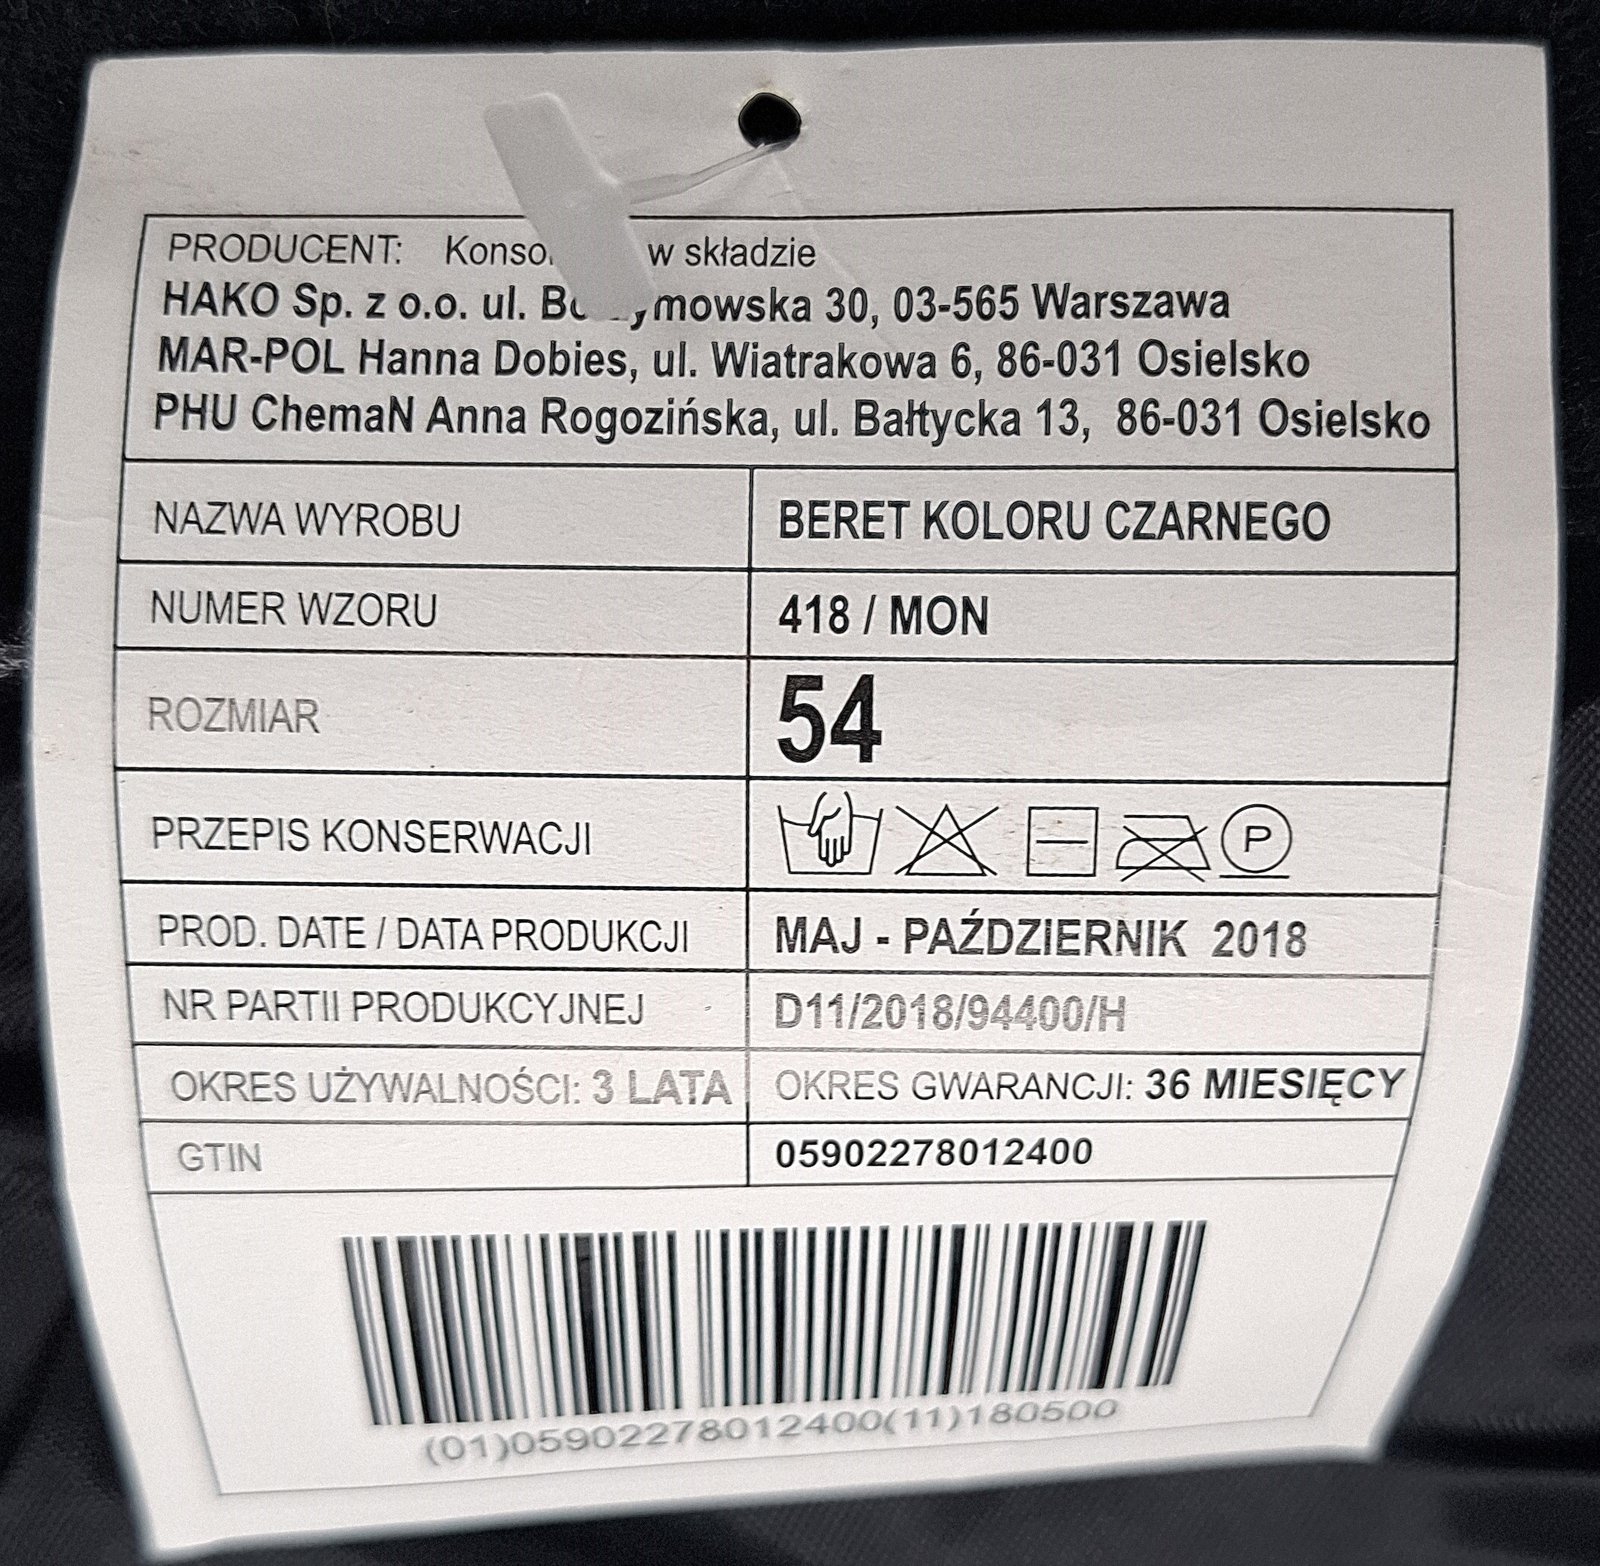 PRODUCENT: w składzie
HAKO Sp. z o.o. ul. 30, 03-565 Warszawa
MAR-POL Hanna Dobies, ul. Wiatrakowa 6, 86-031 Osielsko
PHU ChemaN Anna Rogozińska, ul. Bałtycka 13, 86-031 Osielsko
NAZWA WYROBU BERET KOLORU CZARNEGO
NUMER WZORU 418 / MON
ROZMIAR 54
PRZEPIS KONSERWACJI P
PROD. DATE / DATA PRODUKCJI MAJ - PAŹDZIERNIK 2018
NR PARTII PRODUKCYJNEJ D11/2018/94400/H
OKRES UŻYWALNOŚCI: 3 LATA OKRES GWARANCJI: 36 MIESIĘCY
GTIN 05902278012400
(01)05902278012400(11)180500